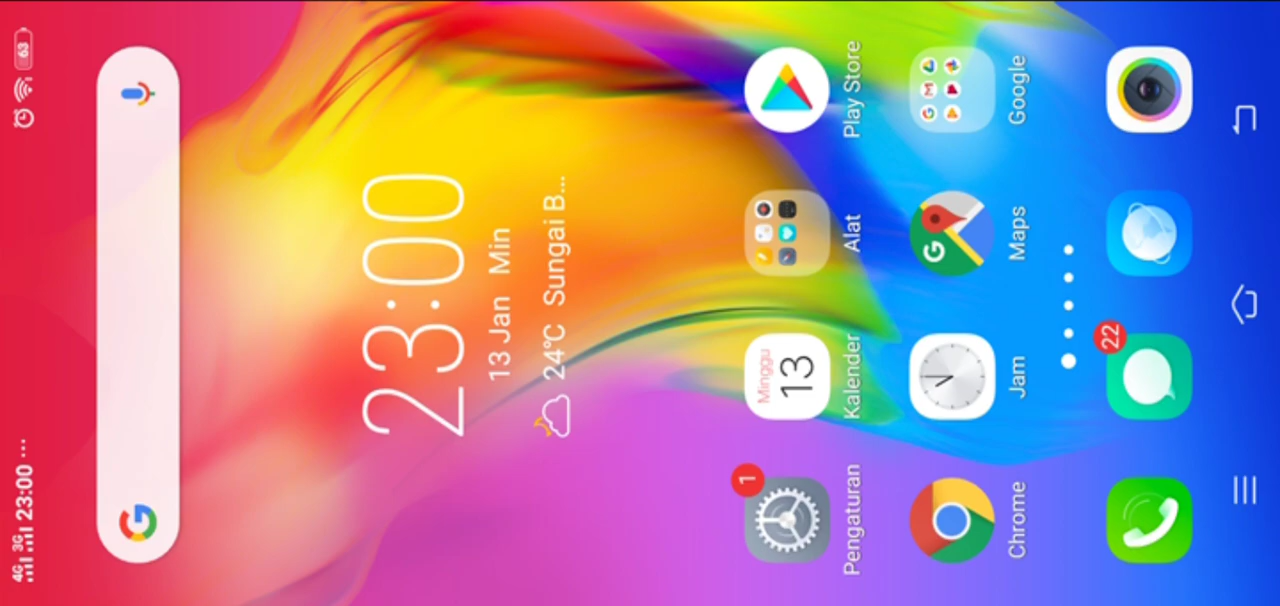 4G 3G 23:00 ...
63
23:00
13 Jan Min
24°C Sungai B...
1
Minggu
13
Pengaturan
Kalender
Alat
Play Store
Chrome
Jam
Maps
Google
22